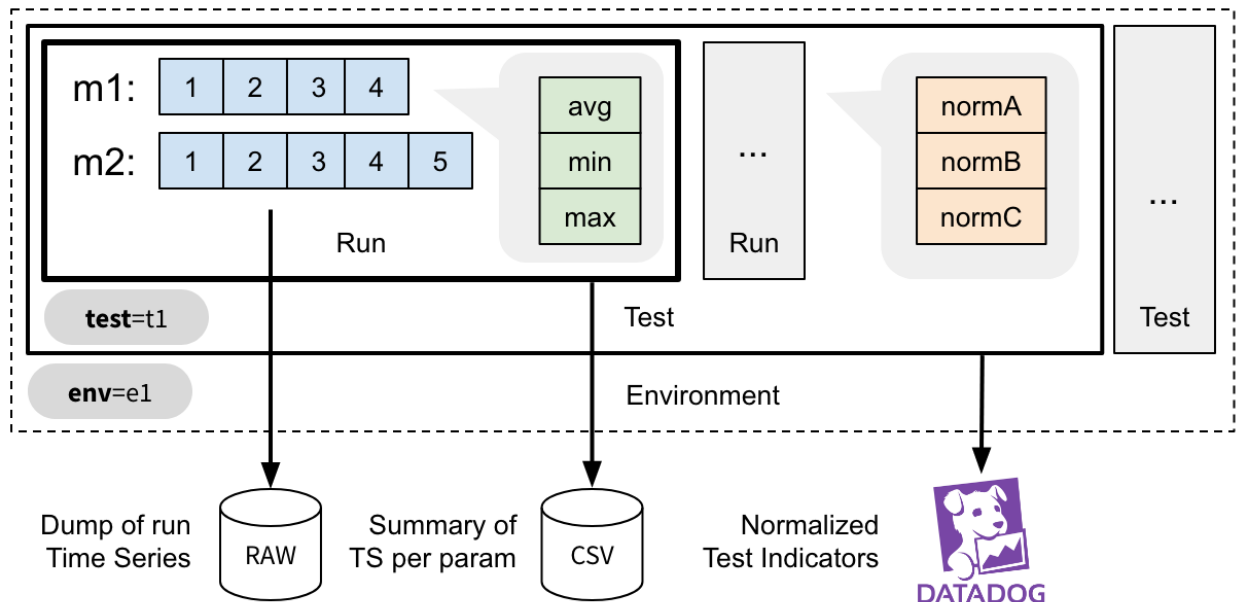 m1: 1 2 3 4
m2: 1 2 3 4 5
avg
min
max
Run
...
Run
normA
normB
normC
...
test=t1
Test
Test
env=e1
Environment
Dump of run
Time Series
RAW
Summary of
TS per param
CSV
Normalized
Test Indicators
DATADOG